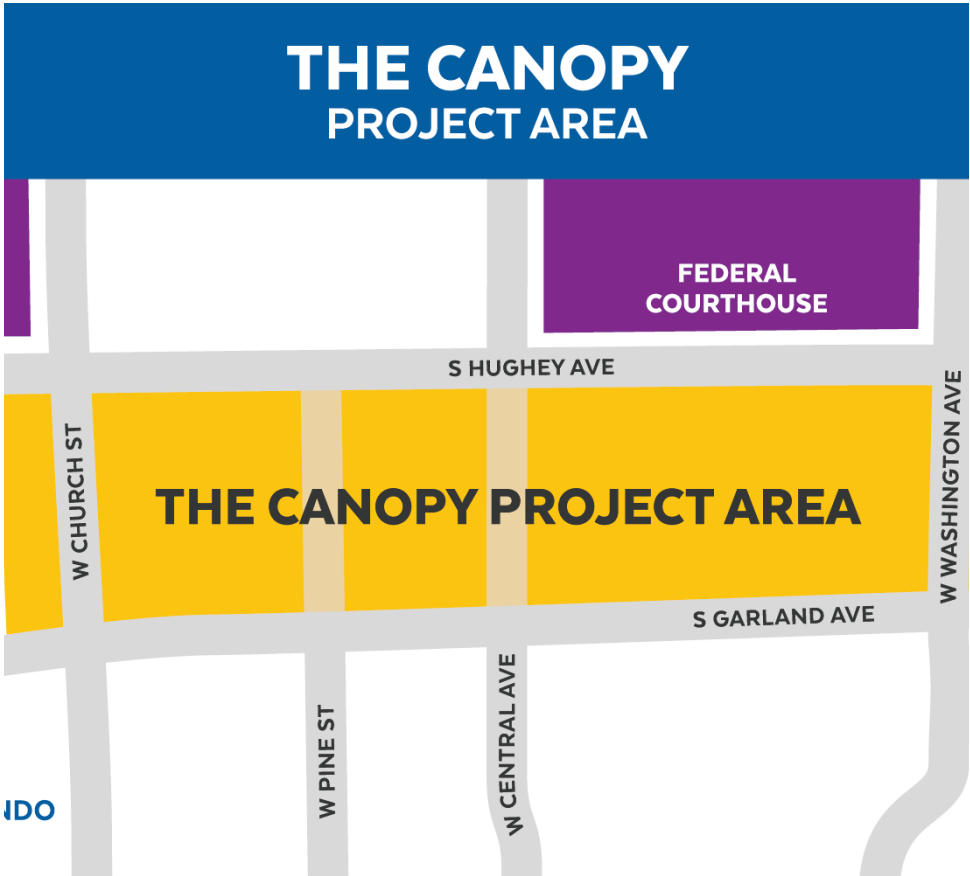 THE CANOPY
PROJECT AREA
FEDERAL
COURTHOUSE
S HUGHEY AVE
W CHURCH ST
THE CANOPY PROJECT AREA
W WASHINGTON AVE
S GARLAND AVE
W PINE ST
W CENTRAL AVE
NDO